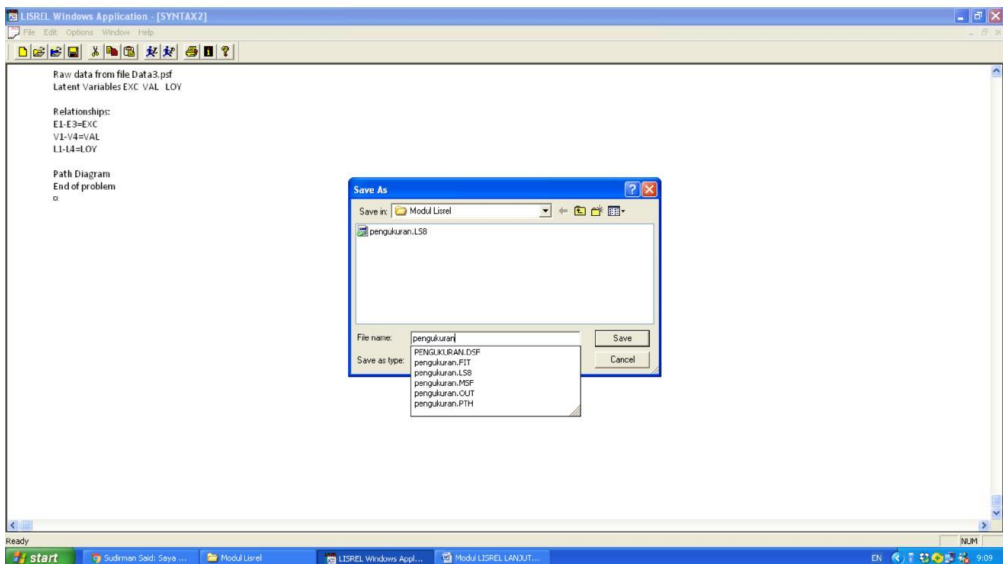 LISREL Windows Application - [SYNTAX2]
File Edit Options Window Help
Raw data from file Data3.psf
Latent Variables EXC VAL LOY
Relationships:
E1-E3=EXC
V1-V4=VAL
L1-L4=LOY
Path Diagram
End of problem
Save As
Save in: Modul Lisrel
pengukuran.LS8
File name: pengukuran Save
Save as type: Cancel
PENGUKURAN.DSF
pengukuran.FIT
pengukuran.LS8
pengukuran.MSF
pengukuran.OUT
pengukuran.PTH
Ready NUM
start Sudirman Said: Saya ... Modul Lisrel LISREL Windows Appl... Modul LISREL LANJUT... EN 9:09